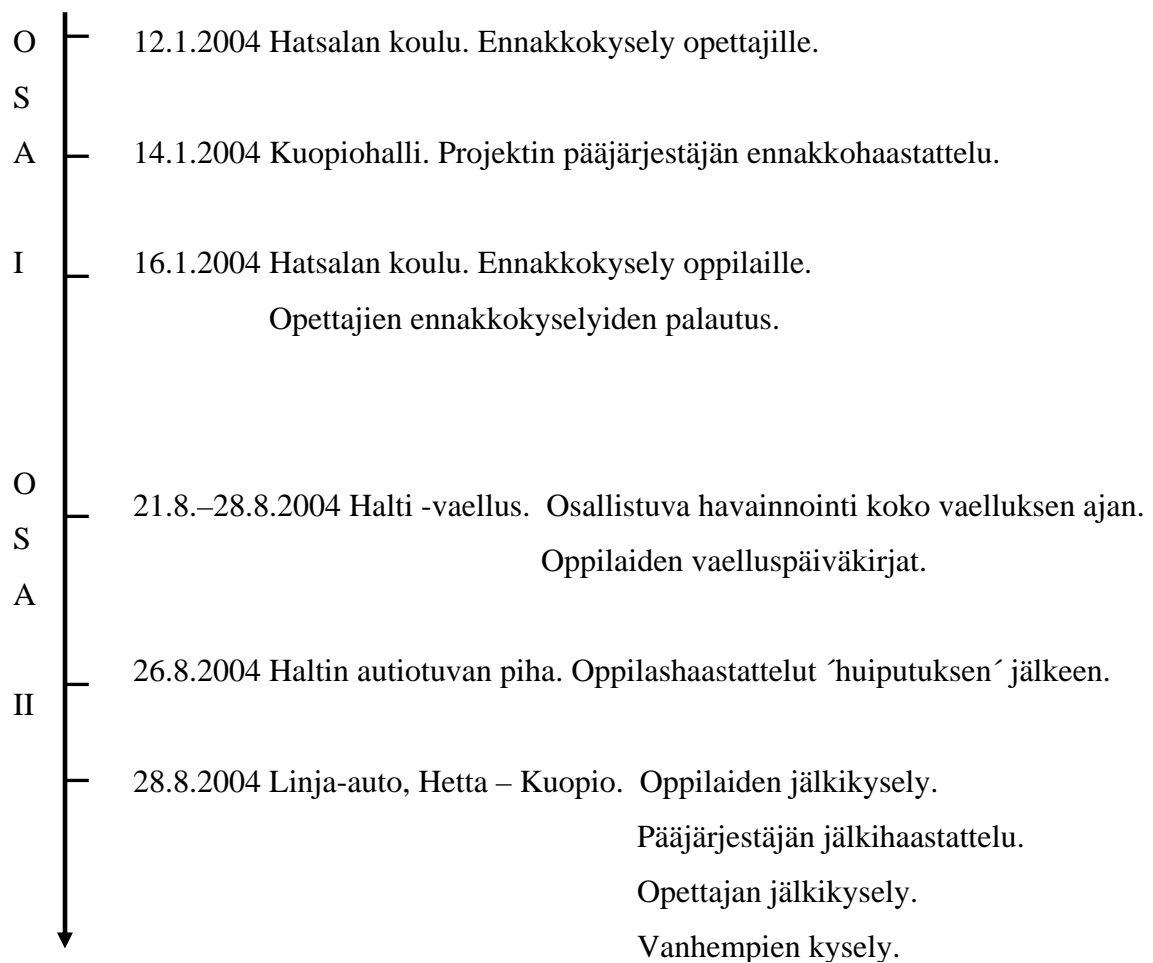 O
S
A
I
12.1.2004 Hatsalan koulu. Ennakkokysely opettajille.
14.1.2004 Kuopiohalli. Projektin pääjärjestäjän ennakkohaastattelu.
16.1.2004 Hatsalan koulu. Ennakkokysely oppilaille.
Opettajien ennakkokyselyiden palautus.
O
S
A
II
21.8.–28.8.2004 Halti -vaellus.  Osallistuva havainnointi koko vaelluksen ajan.
Oppilaiden vaelluspäiväkirjat.
26.8.2004 Haltin autiotuvan piha. Oppilashaastattelut ´huiputuksen´ jälkeen.
28.8.2004 Linja-auto, Hetta – Kuopio.  Oppilaiden jälkikysely.
Pääjärjestäjän jälkihaastattelu.
Opettajan jälkikysely.
Vanhempien kysely.